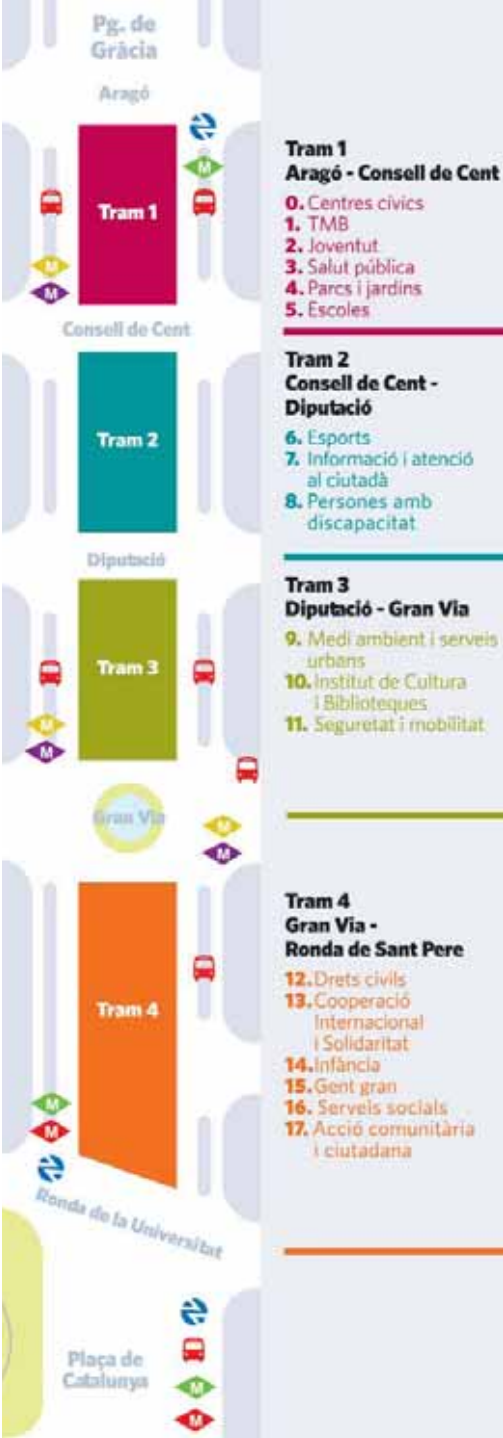 Pg. de
Gràcia
Aragó
M
Tram 1
M
M
Consell de Cent
Tram 2
Diputació
Tram 3
M
M
Gran Via
M
M
Tram 4
M
M
Ronda de la Universitat
Plaça de
Catalunya
M
M
Tram 1
Aragó - Consell de Cent
0. Centres cívics
1. TMB
2. Joventut
3. Salut pública
4. Parcs i jardins
5. Escoles
Tram 2
Consell de Cent -
Diputació
6. Esports
7. Informació i atenció
al ciutadà
8. Persones amb
discapacitat
Tram 3
Diputació - Gran Via
9. Medi ambient i serveis
urbans
10. Institut de Cultura
i Biblioteques
11. Seguretat i mobilitat
Tram 4
Gran Via -
Ronda de Sant Pere
12. Drets civils
13. Cooperació
Internacional
i Solidaritat
14. Infància
15. Gent gran
16. Serveis socials
17. Acció comunitària
i ciutadana